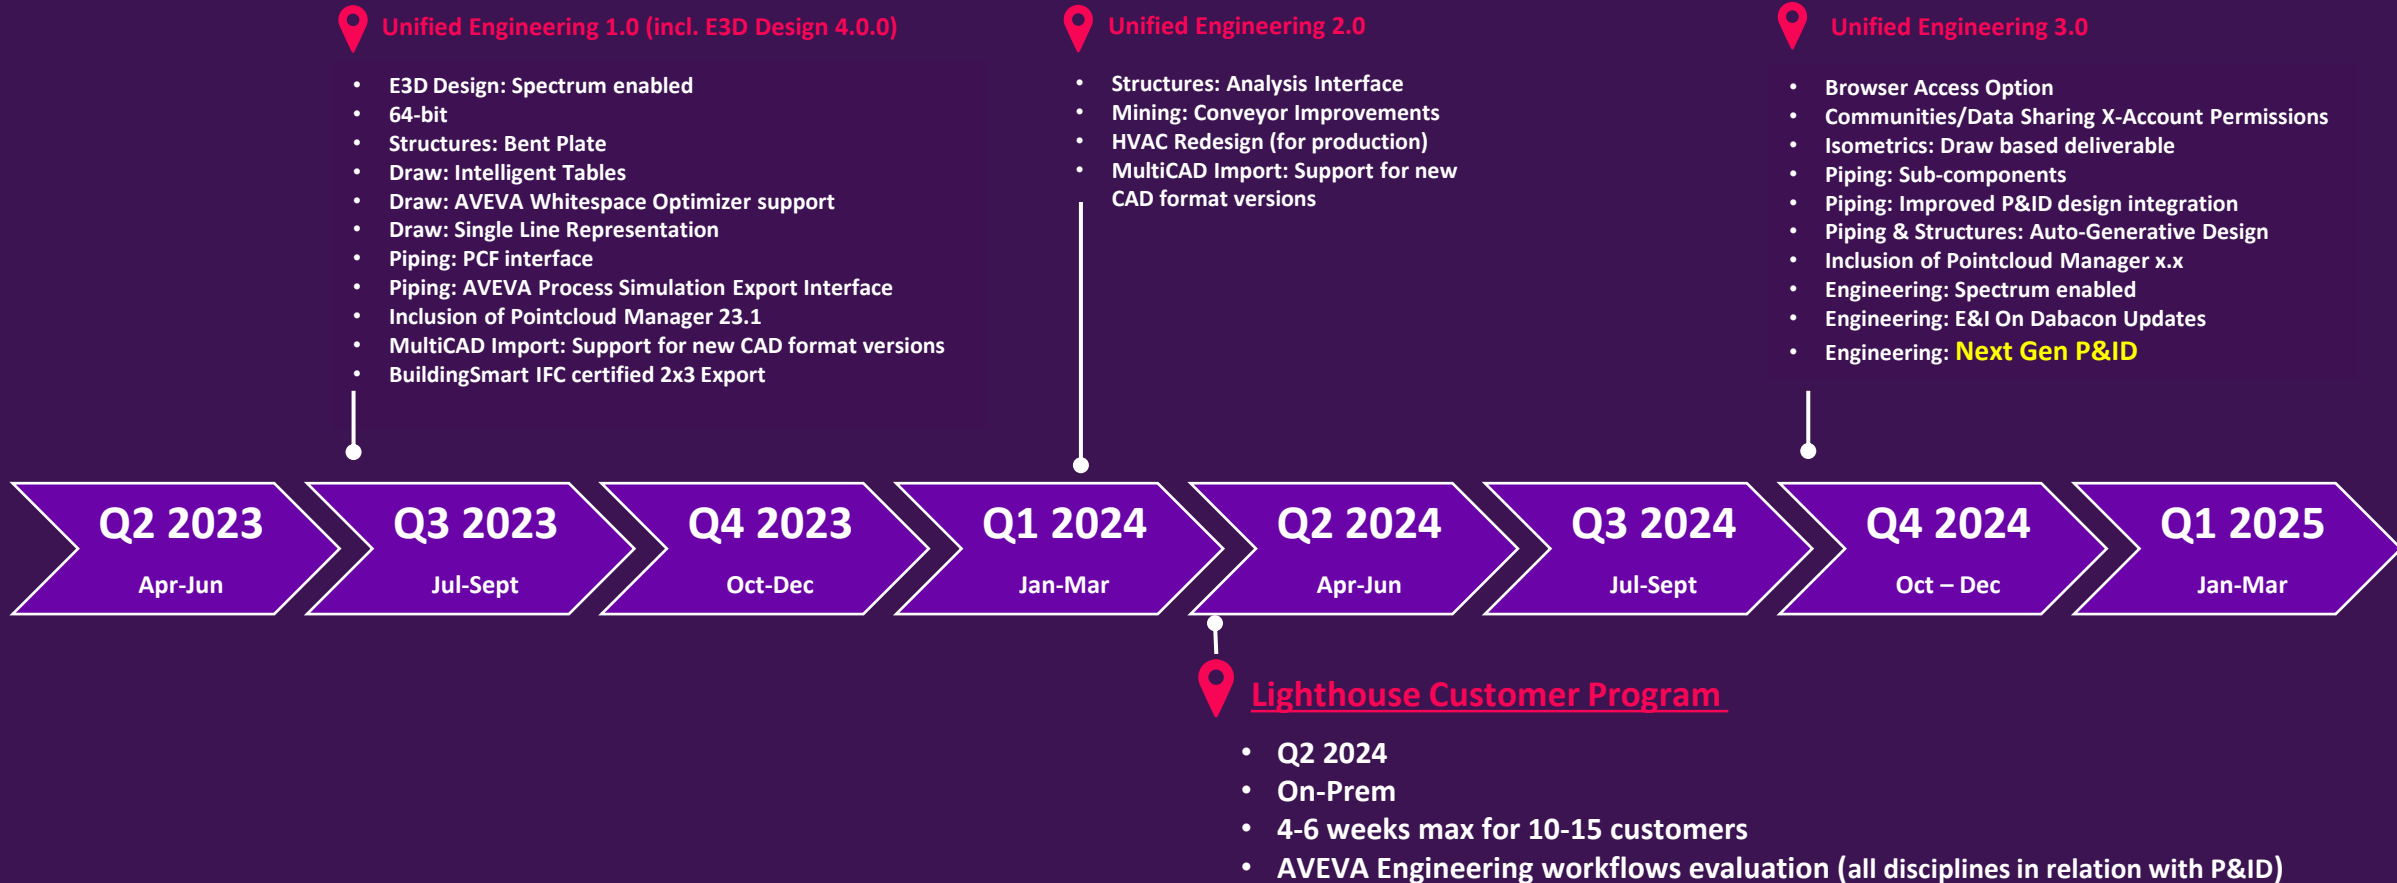 Unified Engineering 1.0 (incl. E3D Design 4.0.0)
• E3D Design: Spectrum enabled
• 64-bit
• Structures: Bent Plate
• Draw: Intelligent Tables
• Draw: AVEVA Whitespace Optimizer support
• Draw: Single Line Representation
• Piping: PCF interface
• Piping: AVEVA Process Simulation Export Interface
• Inclusion of Pointcloud Manager 23.1
• MultiCAD Import: Support for new CAD format versions
• BuildingSmart IFC certified 2x3 Export
Unified Engineering 2.0
• Structures: Analysis Interface
• Mining: Conveyor Improvements
• HVAC Redesign (for production)
• MultiCAD Import: Support for new
CAD format versions
Unified Engineering 3.0
• Browser Access Option
• Communities/Data Sharing X-Account Permissions
• Isometrics: Draw based deliverable
• Piping: Sub-components
• Piping: Improved P&ID design integration
• Piping & Structures: Auto-Generative Design
• Inclusion of Pointcloud Manager x.x
• Engineering: Spectrum enabled
• Engineering: E&I On Dabacon Updates
• Engineering: Next Gen P&ID
Q2 2023
Apr-Jun
Q3 2023
Jul-Sept
Q4 2023
Oct-Dec
Q1 2024
Jan-Mar
Q2 2024
Apr-Jun
Q3 2024
Jul-Sept
Q4 2024
Oct – Dec
Q1 2025
Jan-Mar
Lighthouse Customer Program
• Q2 2024
• On-Prem
• 4-6 weeks max for 10-15 customers
• AVEVA Engineering workflows evaluation (all disciplines in relation with P&ID)